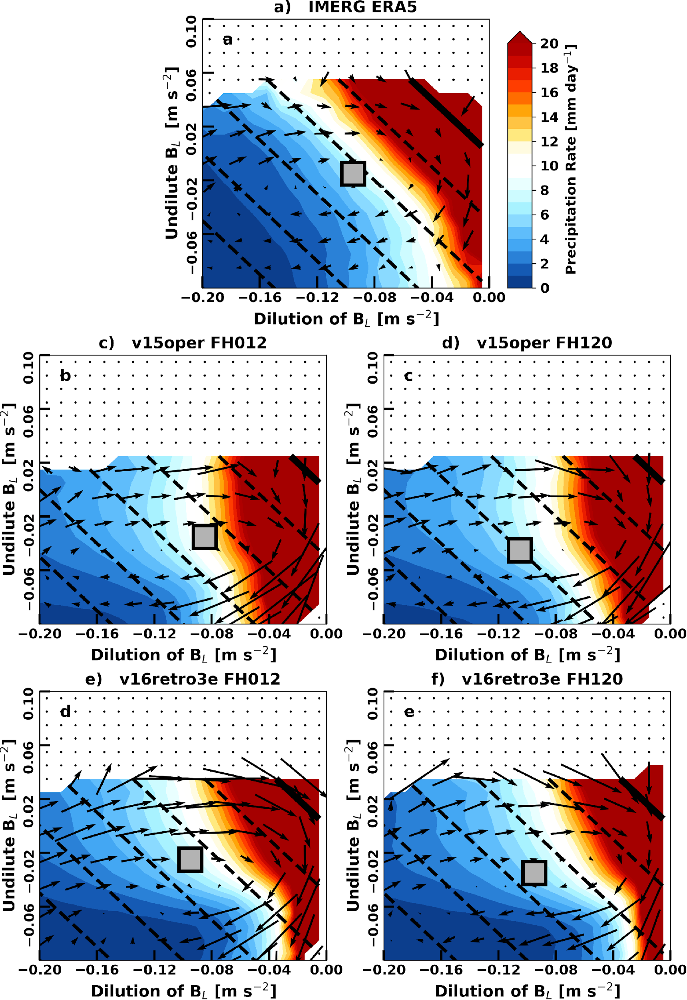 a) IMERG ERA5
a
0.10
0.06
0.02
−0.02
−0.06
Undilute B_L [m s−2]
−0.20 −0.16 −0.12 −0.08 −0.04 0.00
Dilution of B_L [m s−2]
20
18
16
14
12
10
8
6
4
2
0
Precipitation Rate [mm day−1]
c) v15oper FH012
b
0.10
0.06
0.02
−0.02
−0.06
Undilute B_L [m s−2]
−0.20 −0.16 −0.12 −0.08 −0.04 0.00
Dilution of B_L [m s−2]
d) v15oper FH120
c
0.10
0.06
0.02
−0.02
−0.06
Undilute B_L [m s−2]
−0.20 −0.16 −0.12 −0.08 −0.04 0.00
Dilution of B_L [m s−2]
e) v16retro3e FH012
d
0.10
0.06
0.02
−0.02
−0.06
Undilute B_L [m s−2]
−0.20 −0.16 −0.12 −0.08 −0.04 0.00
Dilution of B_L [m s−2]
f) v16retro3e FH120
e
0.10
0.06
0.02
−0.02
−0.06
Undilute B_L [m s−2]
−0.20 −0.16 −0.12 −0.08 −0.04 0.00
Dilution of B_L [m s−2]